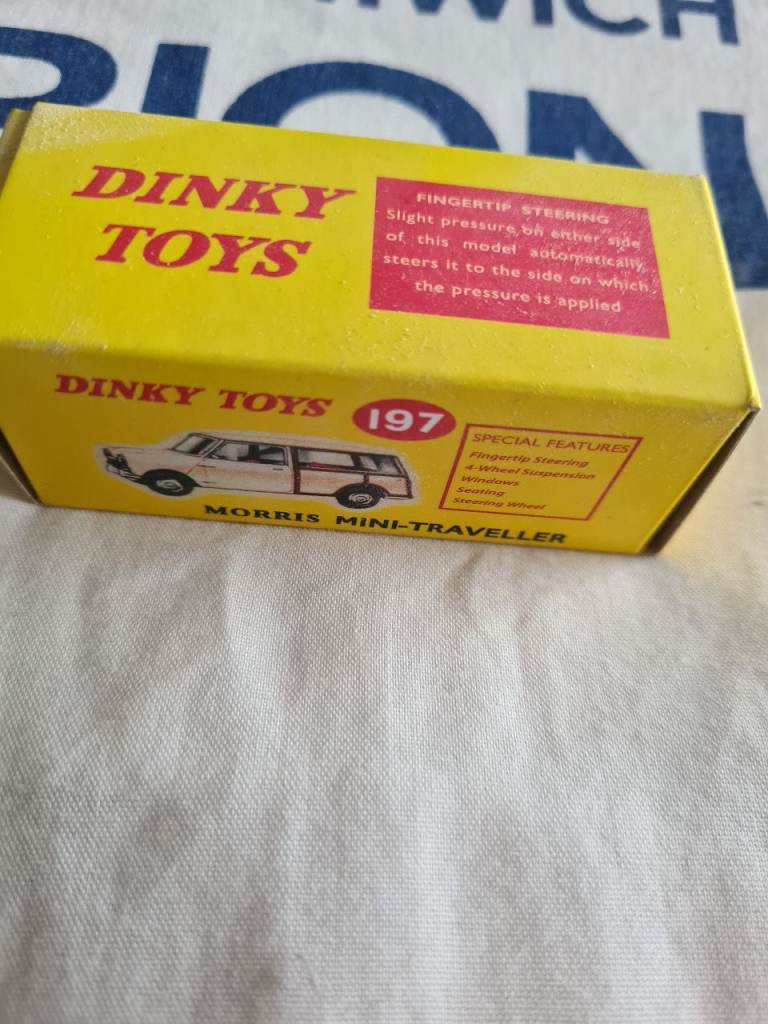 WICH
BION
DINKY
TOYS
FINGERTIP STEERING
Slight pressure on either side
of this model automatically
steers it to the side on which
the pressure is applied
DINKY TOYS 197
SPECIAL FEATURES
Fingertip Steering
4-Wheel Suspension
Windows
Seating
Steering Wheel
MORRIS MINI-TRAVELLER